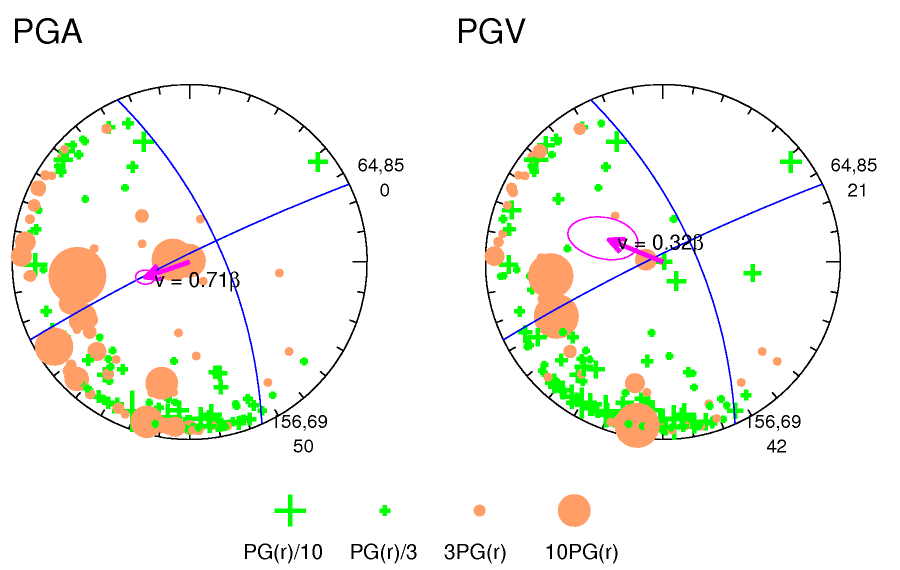 PGA
PGV
64,85
0
64,85
21
v = 0.71β
v = 0.32β
156,69
50
156,69
42
PG(r)/10 PG(r)/3 3PG(r) 10PG(r)